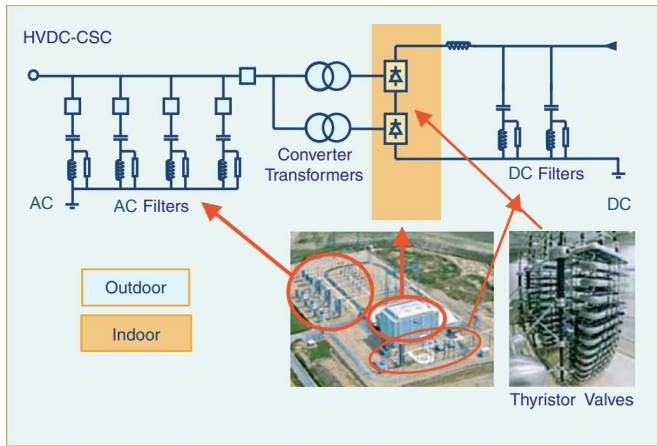 HVDC-CSC
Converter
Transformers
AC
AC Filters
DC Filters
DC
Outdoor
Indoor
Thyristor Valves